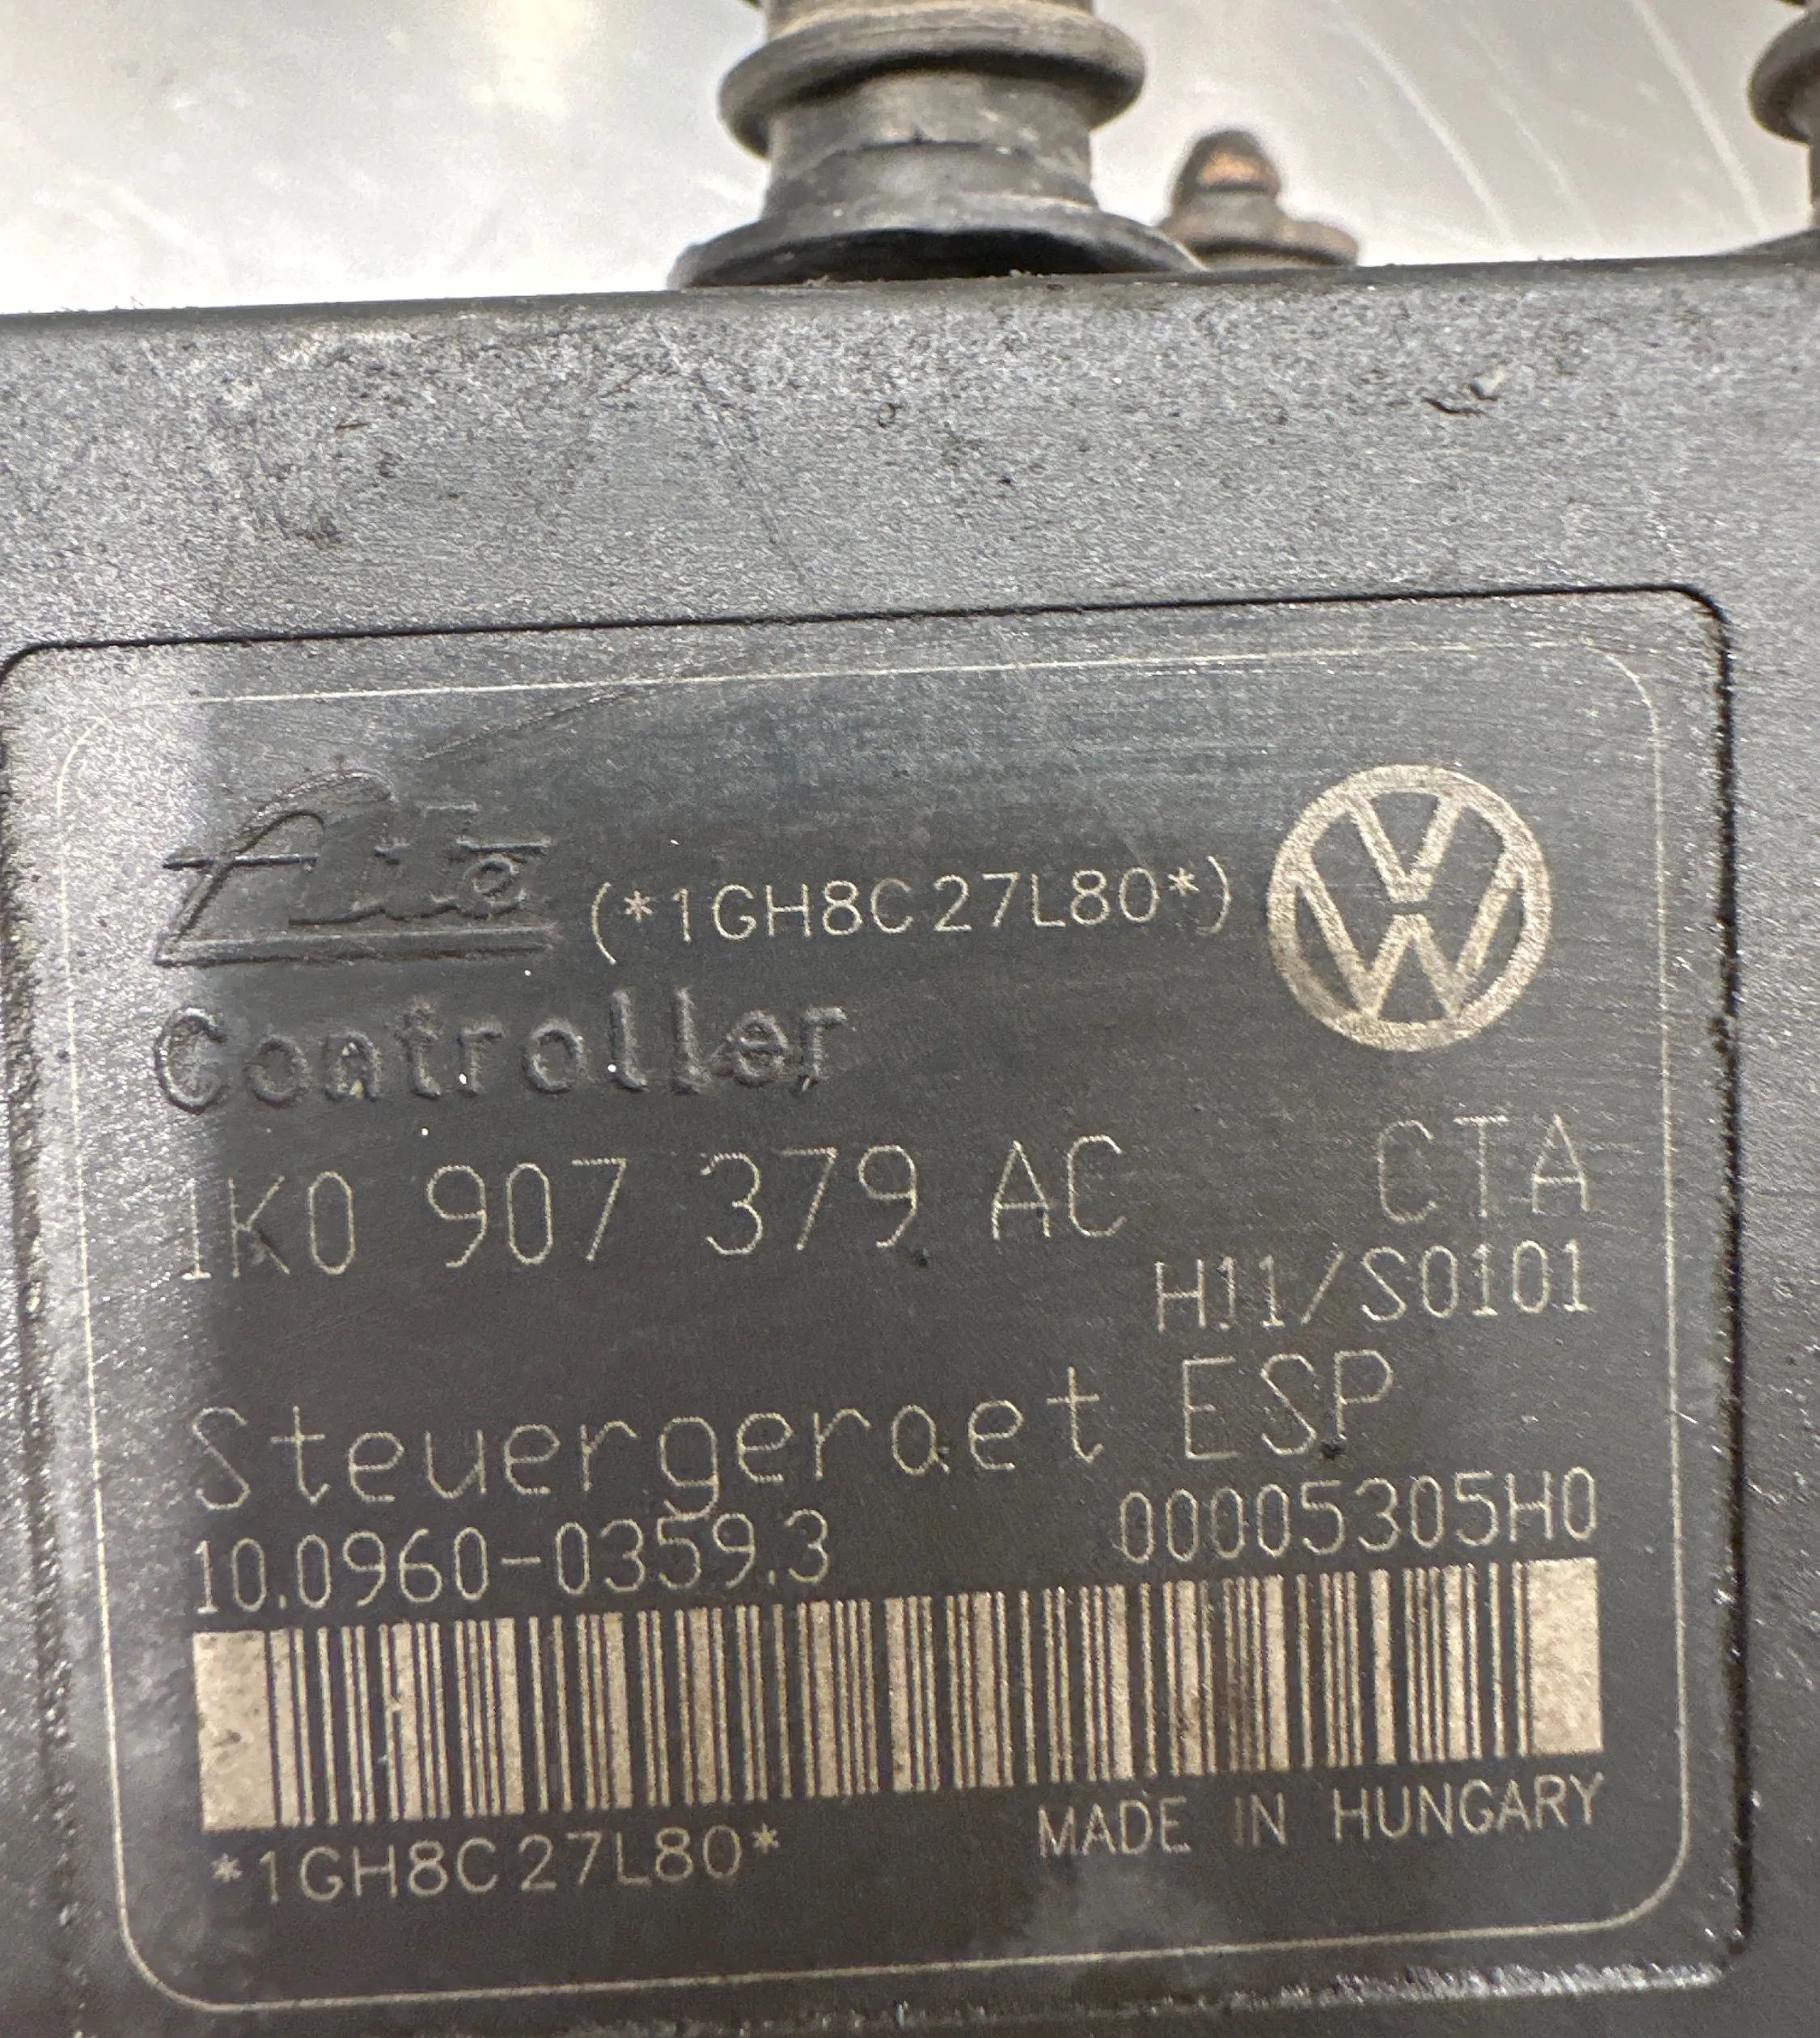 Ate (*1GH8C27L80*)
Controller
1K0 907 379 AC CTA
H11/S0101
Steuergeraet ESP
10.0960-0359.3 00005305H0
*1GH8C27L80* MADE IN HUNGARY